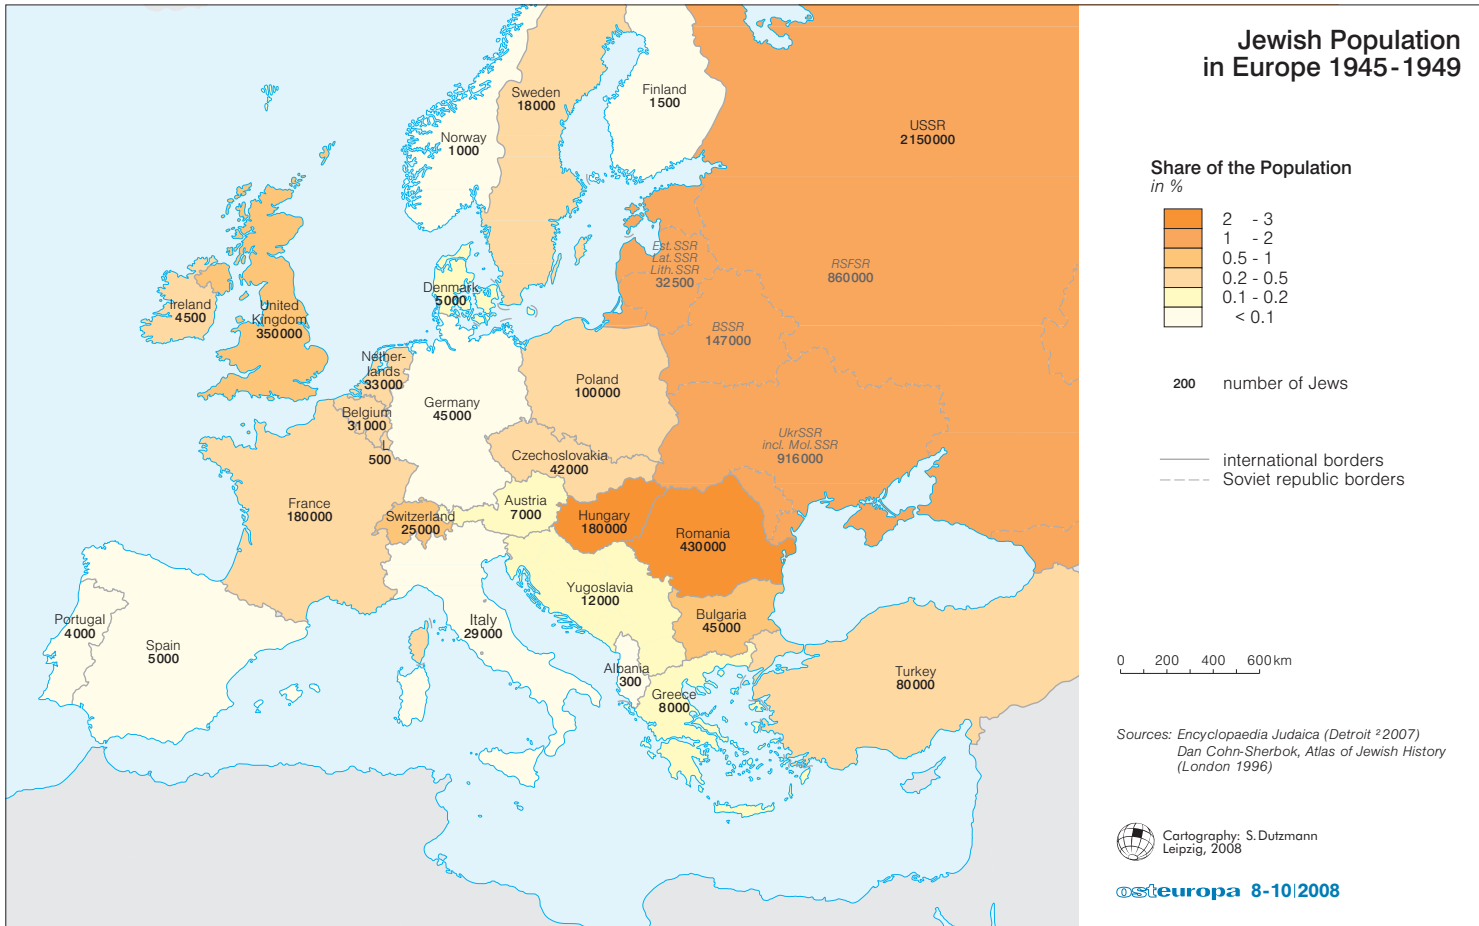 Jewish Population
in Europe 1945-1949
Share of the Population
in %
2 - 3
1 - 2
0.5 - 1
0.2 - 0.5
0.1 - 0.2
< 0.1
200 number of Jews
international borders
Soviet republic borders
0 200 400 600 km
Sources: Encyclopaedia Judaica (Detroit ²2007)
Dan Cohn-Sherbok, Atlas of Jewish History
(London 1996)
Cartography: S. Dutzmann
Leipzig, 2008
osteuropa 8-10|2008
Sweden
18000
Finland
1500
Norway
1000
USSR
2150000
Est.SSR
Lat.SSR
Lith.SSR
32500
RSFSR
860000
BSSR
147000
UkrSSR
incl. Mol.SSR
916000
Denmark
5000
Ireland
4500
United
Kingdom
350000
Nether-
lands
33000
Belgium
31000
L
500
Germany
45000
Poland
100000
Czechoslovakia
42000
France
180000
Switzerland
25000
Austria
7000
Hungary
180000
Romania
430000
Yugoslavia
12000
Bulgaria
45000
Portugal
4000
Spain
5000
Italy
29000
Albania
300
Greece
8000
Turkey
80000